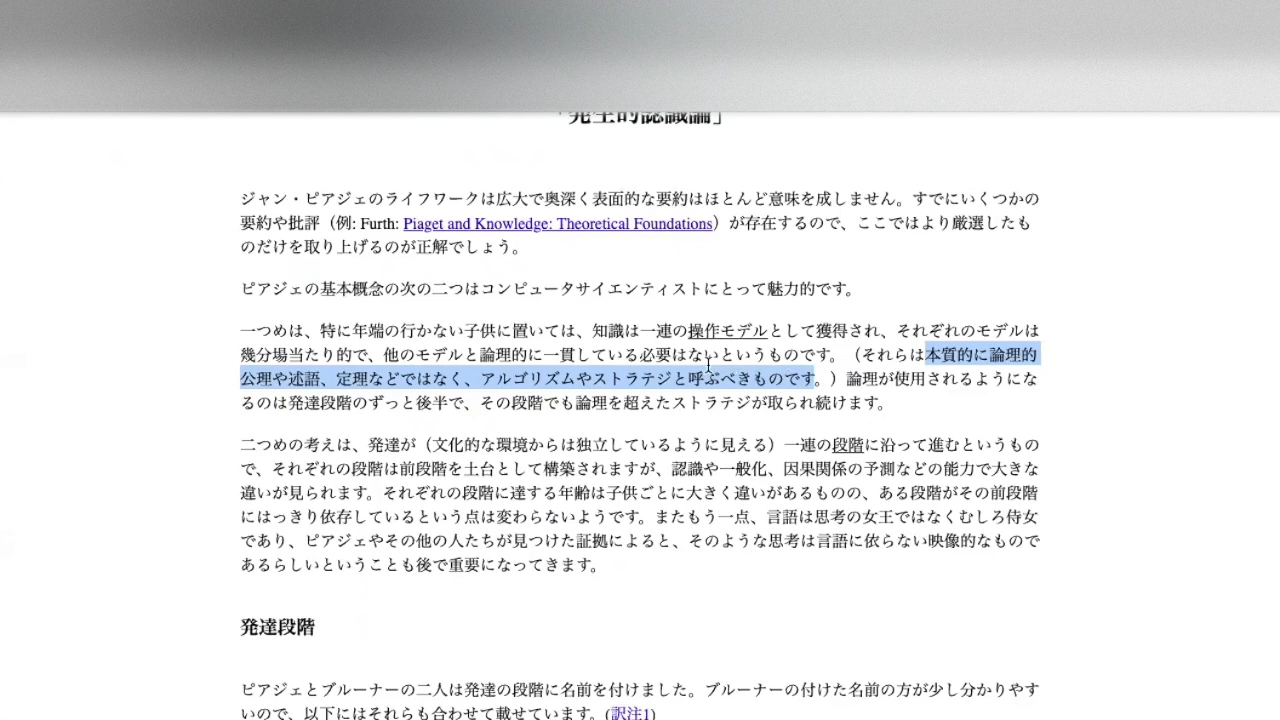 「発生的認識論」
ジャン・ピアジェのライフワークは広大で奥深く表面的な要約はほとんど意味を成しません。すでにいくつかの
要約や批評（例: Furth: Piaget and Knowledge: Theoretical Foundations）が存在するので、ここではより厳選したも
のだけを取り上げるのが正解でしょう。
ピアジェの基本概念の次の二つはコンピュータサイエンティストにとって魅力的です。
一つめは、特に年端の行かない子供に置いては、知識は一連の操作モデルとして獲得され、それぞれのモデルは
幾分場当たり的で、他のモデルと論理的に一貫している必要はないというものです。（それらは本質的に論理的
公理や述語、定理などではなく、アルゴリズムやストラテジと呼ぶべきものです。）論理が使用されるようにな
るのは発達段階のずっと後半で、その段階でも論理を超えたストラテジが取られ続けます。
二つめの考えは、発達が（文化的な環境からは独立しているように見える）一連の段階に沿って進むというもの
で、それぞれの段階は前段階を土台として構築されますが、認識や一般化、因果関係の予測などの能力で大きな
違いが見られます。それぞれの段階に達する年齢は子供ごとに大きく違いがあるものの、ある段階がその前段階
にはっきり依存しているという点は変わらないようです。またもう一点、言語は思考の女王ではなくむしろ侍女
であり、ピアジェやその他の人たちが見つけた証拠によると、そのような思考は言語に依らない映像的なもので
あるらしいということも後で重要になってきます。
発達段階
ピアジェとブルーナーの二人は発達の段階に名前を付けました。ブルーナーの付けた名前の方が少し分かりやす
いので、以下にはそれらも合わせて載せています。(訳注1)